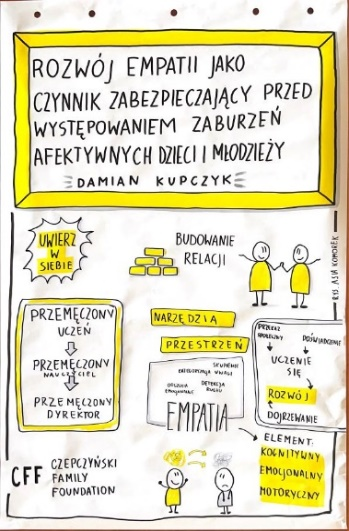 ROZWÓJ EMPATII JAKO
CZYNNIK ZABEZPIECZAJĄCY PRZED
WYSTĘPOWANIEM ZABURZEŃ
AFEKTYWNYCH DZIECI I MŁODZIEŻY
DAMIAN KUPCZYK
UWIERZ
W
SIEBIE
BUDOWANIE
RELACJI
RYS. ASIA KOMOREK
PRZEMĘCZONY
UCZEŃ
PRZEMĘCZONY
NAUCZYCIEL
PRZEMĘCZONY
DYREKTOR
NARZĘDZIA
PRZESTRZEŃ
SKUPIENIE
UWAGI
DETEKCJA
RUCHU
EMPATIA
PRZEKAZ
SPOŁECZNY
DOŚWIADCZENIE
UCZENIE
SIĘ
ROZWÓJ
DOJRZEWANIE
ELEMENT:
KOGNITYWNY
EMOCJONALNY
MOTORYCZNY
CFF CZEPCZYŃSKI
FAMILY
FOUNDATION